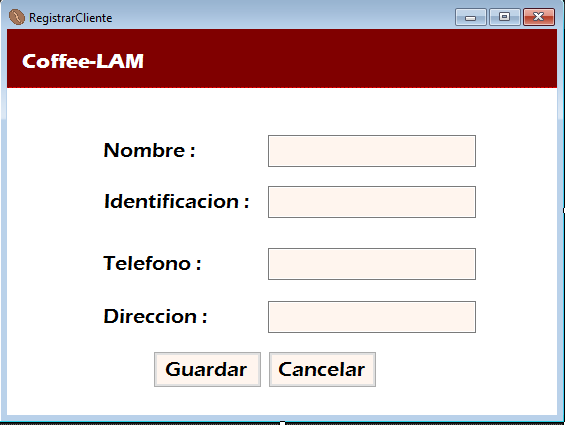 RegistrarCliente
Coffee-LAM
Nombre :
Identificacion :
Telefono :
Direccion :
Guardar Cancelar